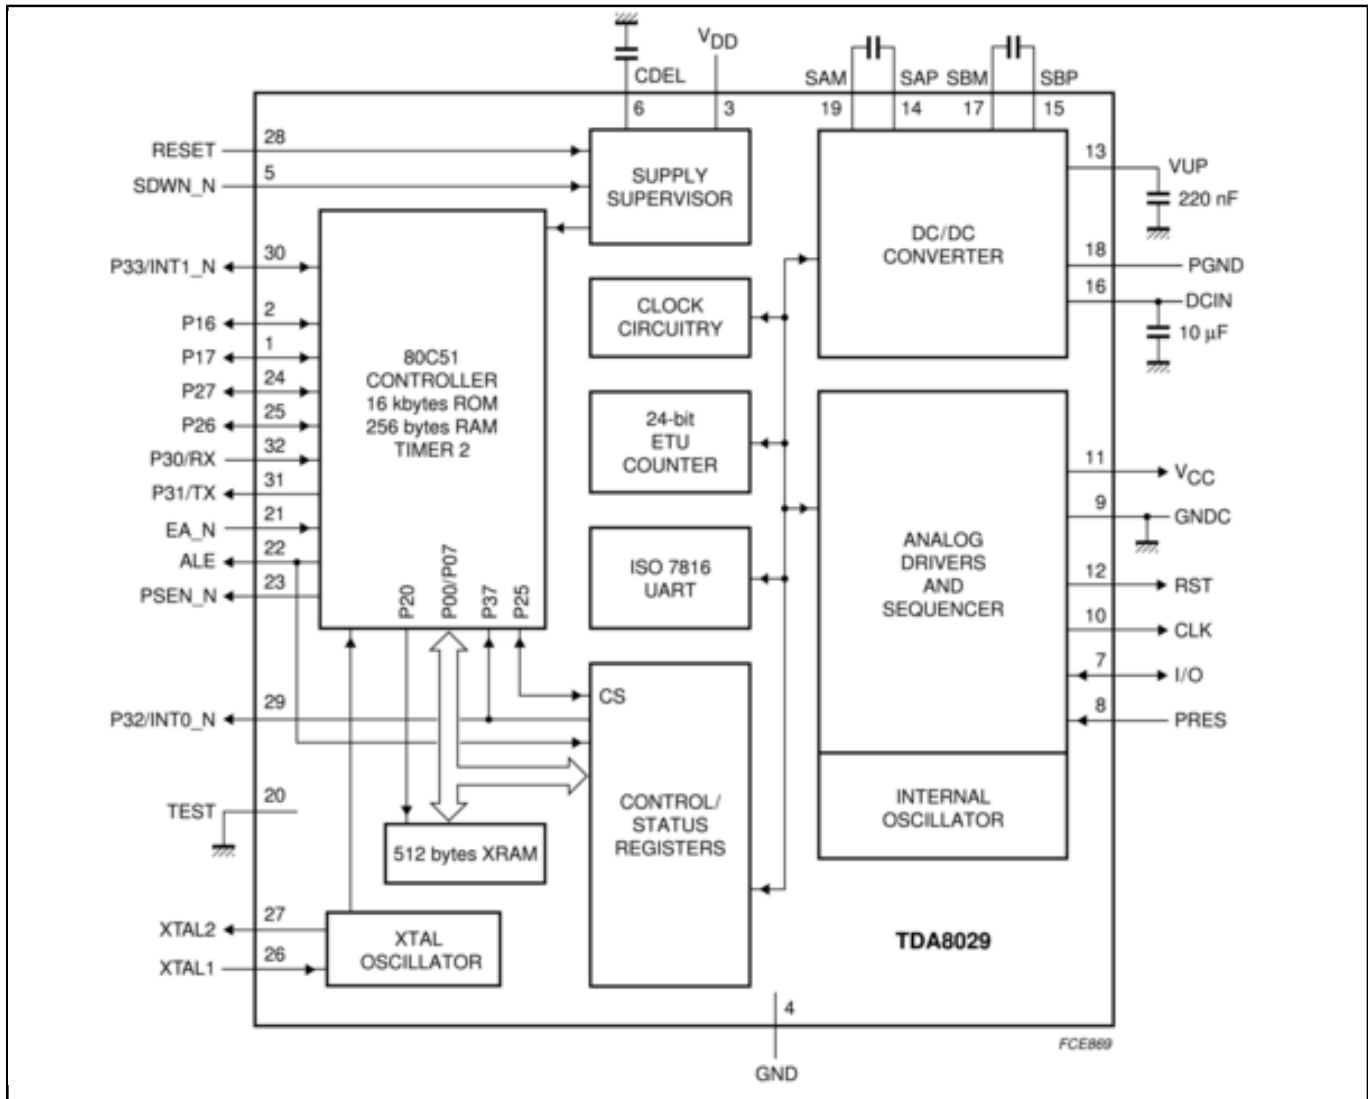 CDEL
VDD
SAM
SAP
SBM
SBP
6
3
19
14
17
15
RESET
28
SDWN_N
5
SUPPLY
SUPERVISOR
13
VUP
220 nF
P33/INT1_N
30
DC/DC
CONVERTER
18
PGND
16
DCIN
10 µF
P16
2
CLOCK
CIRCUITRY
P17
1
P27
24
P26
25
P30/RX
32
P31/TX
31
EA_N
21
ALE
22
PSEN_N
23
80C51
CONTROLLER
16 kbytes ROM
256 bytes RAM
TIMER 2
P20
P00/P07
P37
P25
24-bit
ETU
COUNTER
ISO 7816
UART
ANALOG
DRIVERS
AND
SEQUENCER
11
VCC
9
GNDC
12
RST
10
CLK
7
I/O
8
PRES
P32/INT0_N
29
CS
CONTROL/
STATUS
REGISTERS
INTERNAL
OSCILLATOR
TEST
20
512 bytes XRAM
XTAL2
27
XTAL1
26
XTAL
OSCILLATOR
TDA8029
4
GND
FCE869